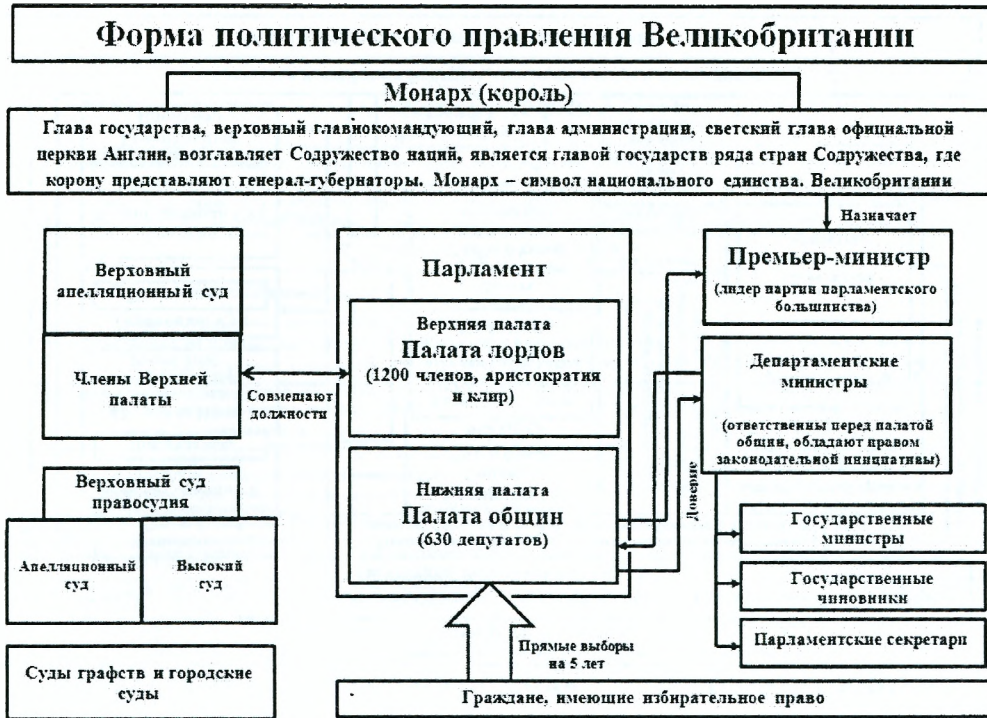 Форма политического правления Великобритании
Монарх (король)
Глава государства, верховный главнокомандующий, глава администрации, светский глава официальной
церкви Англии, возглавляет Содружество наций, является главой государств ряда стран Содружества, где
корону представляют генерал-губернаторы. Монарх – символ национального единства. Великобритании
Назначает
Верховный
апелляционный суд
Члены Верхней
палаты
Совмещают
должности
Парламент
Верхняя палата
Палата лордов
(1200 членов, аристократия
и клир)
Нижняя палата
Палата общин
(630 депутатов)
Премьер-министр
(лидер партии парламентского
большинства)
Департаментские
министры
(ответственны перед палатой
общин, обладают правом
законодательной инициативы)
Доверие
Верховный суд
правосудия
Апелляционный
суд
Высокий
суд
Суды графств и городские
суды
Государственные
министры
Государственные
чиновники
Парламентские секретари
Прямые выборы
на 5 лет
Граждане, имеющие избирательное право